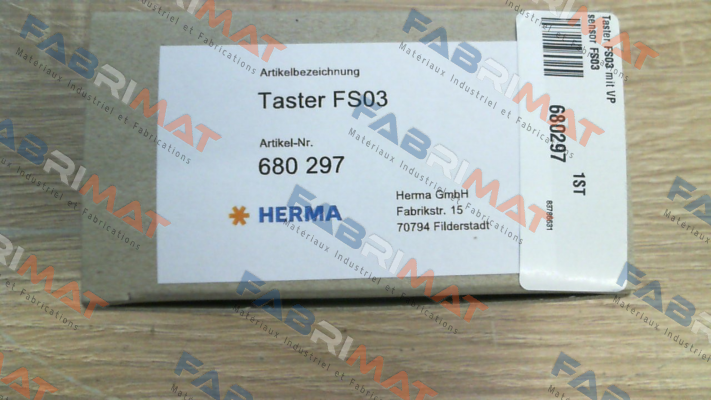 Artikelbezeichnung
Taster FS03
Artikel-Nr.
680 297
HERMA
Herma GmbH
Fabrikstr. 15
70794 Filderstadt
Taster FS03 mit VP
sensor FS03
680297
1ST
FABRIMAT
Materiaux Industriel et Fabrications